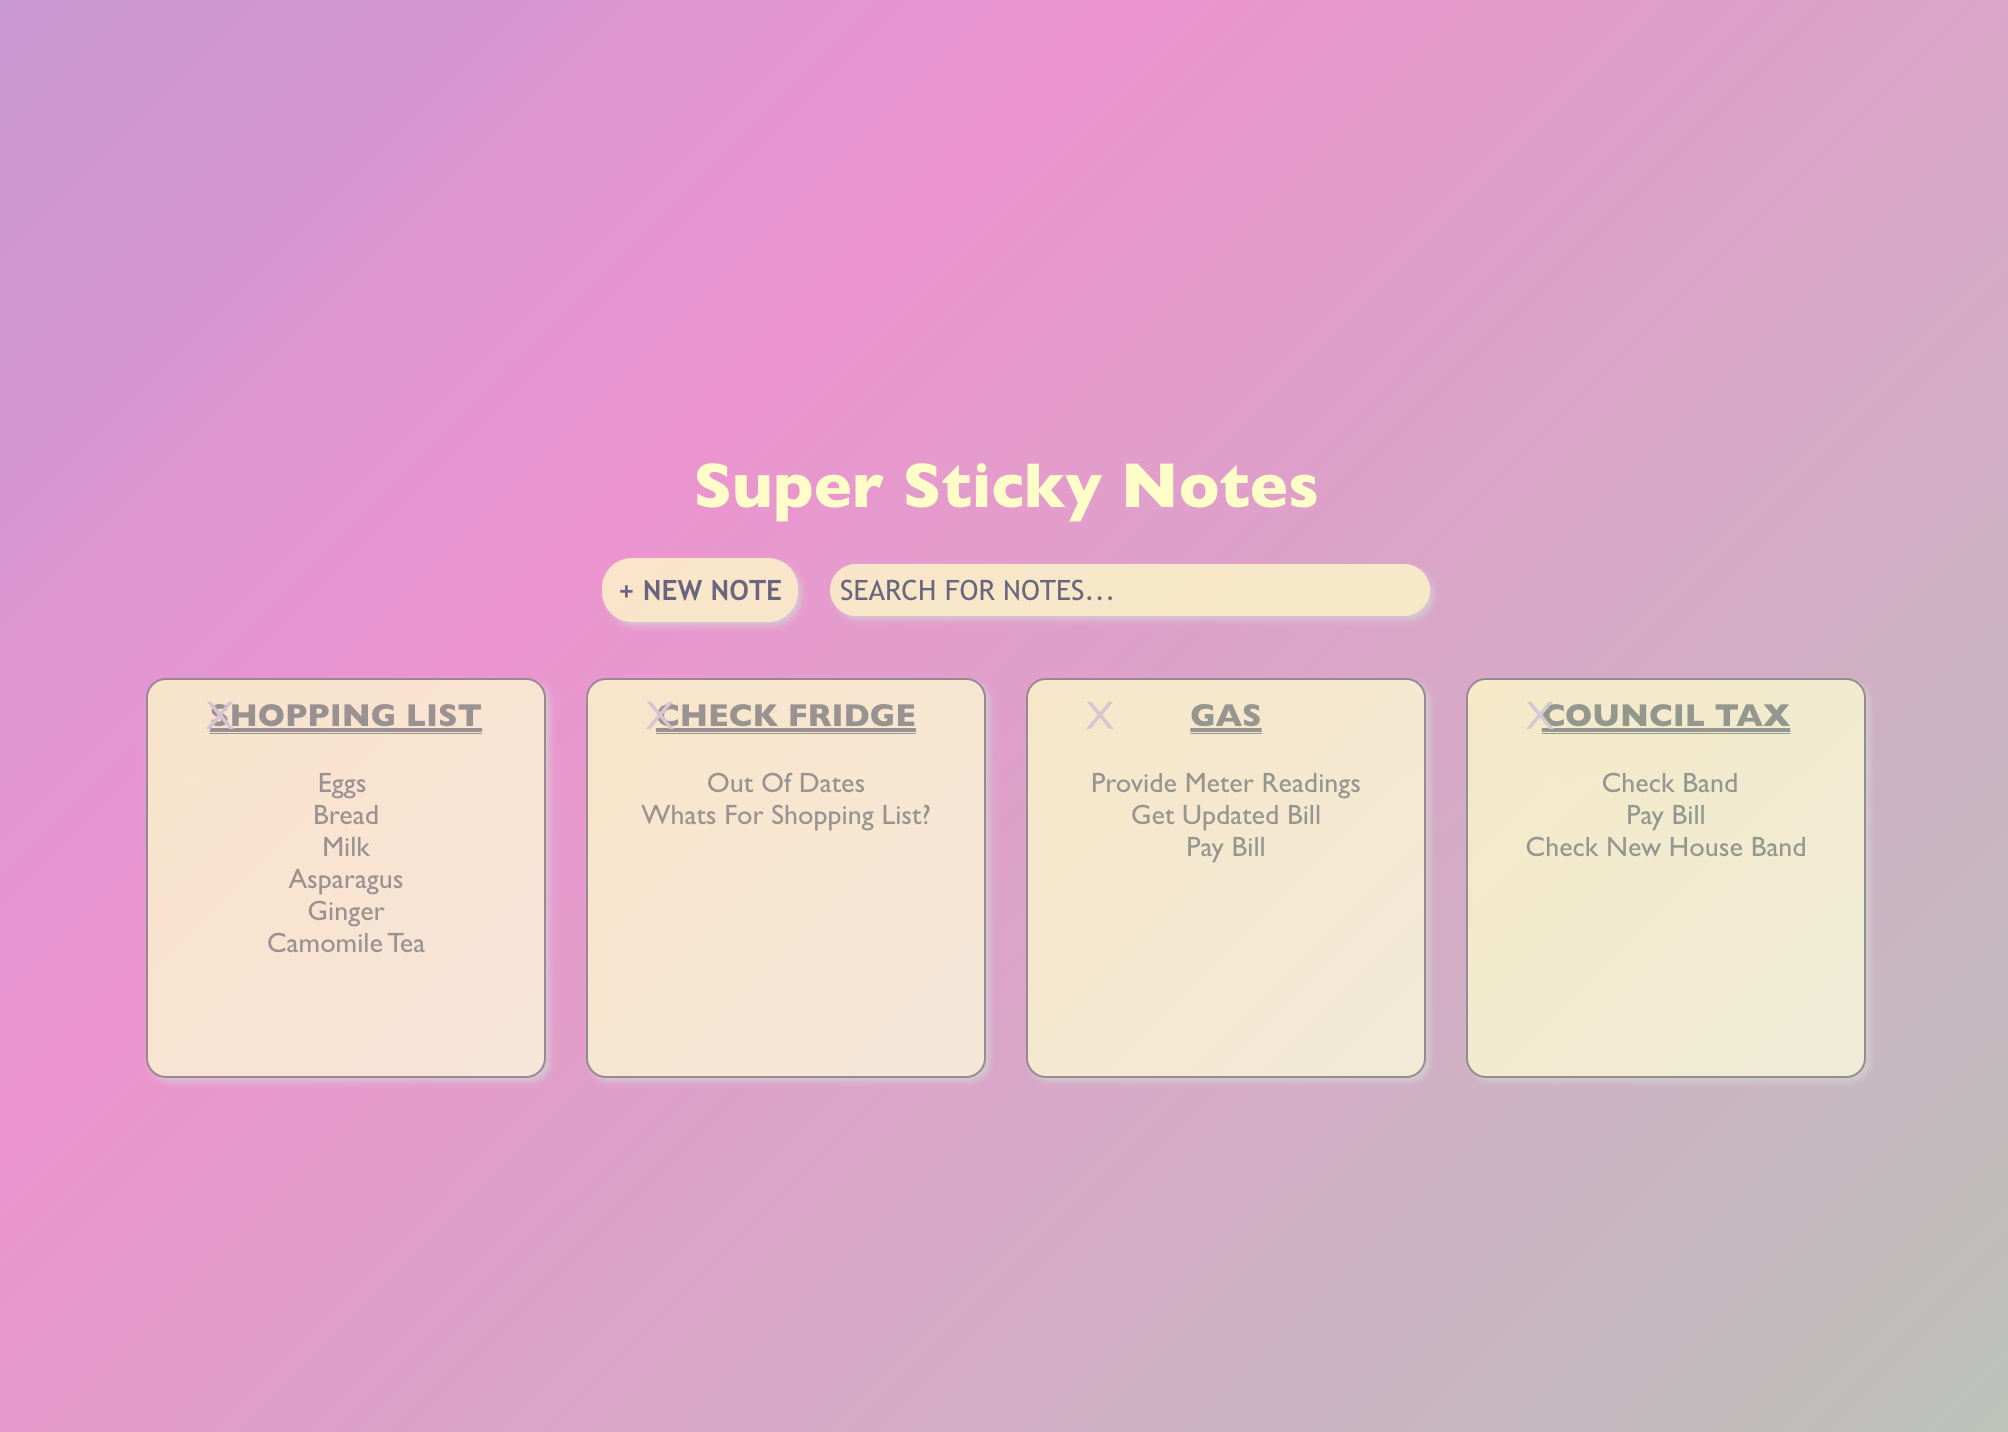 Super Sticky Notes
+ NEW NOTE
SEARCH FOR NOTES...
X SHOPPING LIST
Eggs
Bread
Milk
Asparagus
Ginger
Camomile Tea
X CHECK FRIDGE
Out Of Dates
Whats For Shopping List?
X GAS
Provide Meter Readings
Get Updated Bill
Pay Bill
X COUNCIL TAX
Check Band
Pay Bill
Check New House Band